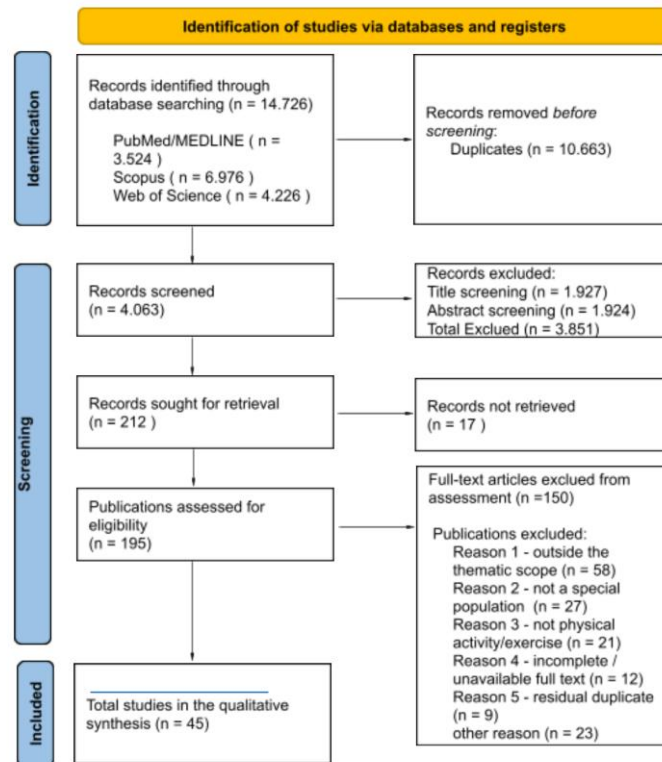 Identification of studies via databases and registers
Identification
Records identified through
database searching (n = 14.726)
PubMed/MEDLINE ( n =
3.524 )
Scopus ( n = 6.976)
Web of Science ( n = 4.226)
Records removed before
screening:
Duplicates (n = 10.663)
Screening
Records screened
(n = 4.063)
Records excluded:
Title screening (n = 1.927)
Abstract screening (n = 1.924)
Total Excluded (n = 3.851)
Records sought for retrieval
(n = 212 )
Records not retrieved
(n = 17 )
Publications assessed for
eligibility
(n = 195)
Full-text articles exclued from
assessment (n =150)
Publications excluded:
Reason 1 - outside the
thematic scope (n = 58)
Reason 2 - not a special
population (n = 27)
Reason 3 - not physical
activity/exercise (n = 21)
Reason 4 - incomplete /
unavailable full text (n = 12)
Reason 5 - residual duplicate
(n = 9)
other reason (n = 23)
Included
Total studies in the qualitative
synthesis (n = 45)